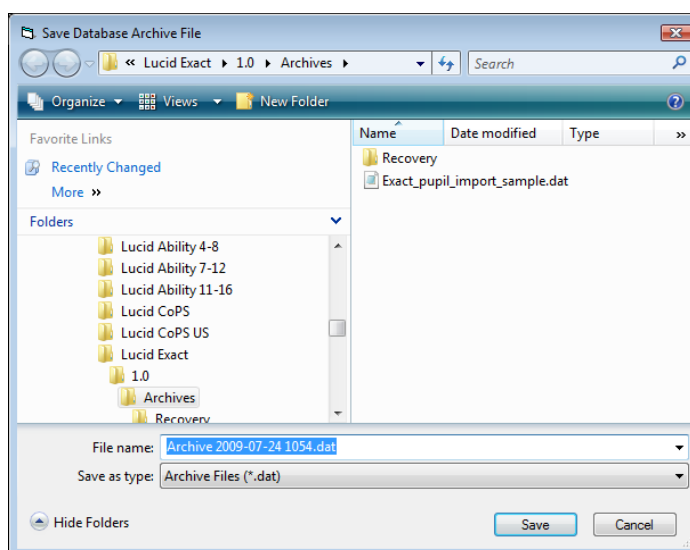 Save Database Archive File
« Lucid Exact 1.0 Archives Search
Organize Views New Folder
Favorite Links
Recently Changed
More »
Folders
Lucid Ability 4-8
Lucid Ability 7-12
Lucid Ability 11-16
Lucid CoPS
Lucid CoPS US
Lucid Exact
1.0
Archives
Recovery
Name Date modified Type »
Recovery
Exact_pupil_import_sample.dat
File name: Archive 2009-07-24 1054.dat
Save as type: Archive Files (*.dat)
Hide Folders Save Cancel